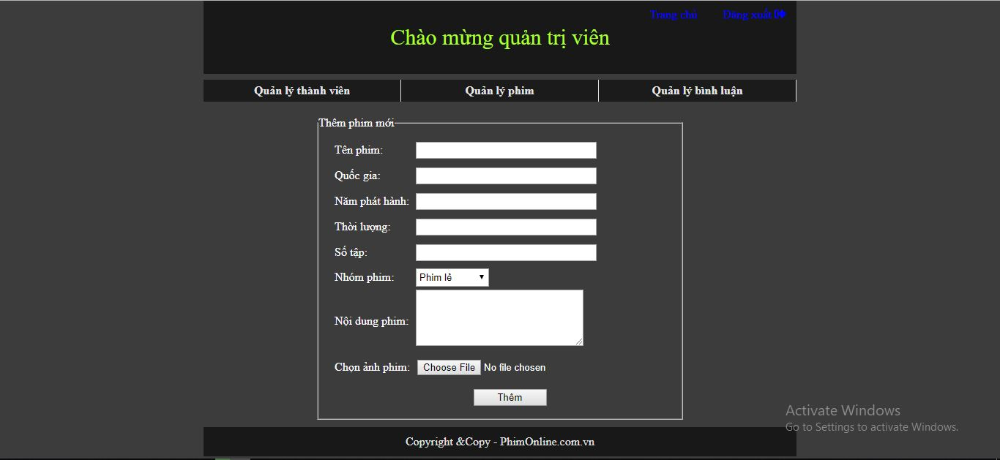 Trang chủ Đăng xuất
Chào mừng quản trị viên
Quản lý thành viên Quản lý phim Quản lý bình luận
Thêm phim mới
Tên phim:
Quốc gia:
Năm phát hành:
Thời lượng:
Số tập:
Nhóm phim: Phim lẻ
Nội dung phim:
Chọn ảnh phim: Choose File No file chosen
Thêm
Activate Windows
Go to Settings to activate Windows.
Copyright &Copy - PhimOnline.com.vn